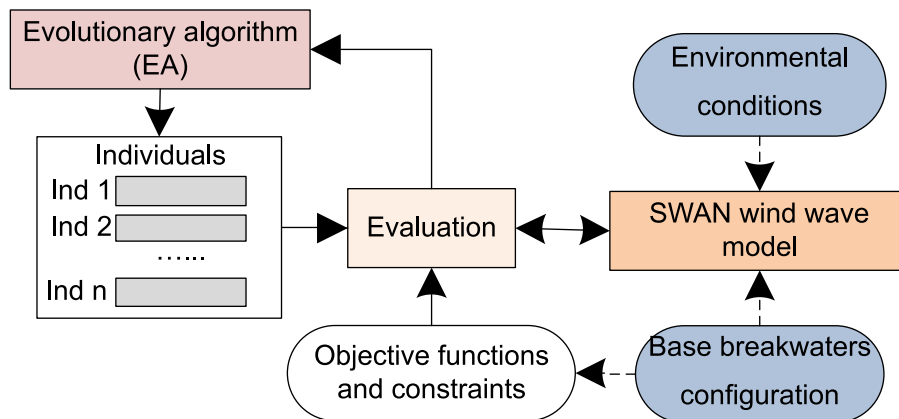 Evolutionary algorithm
(EA)
Individuals
Ind 1
Ind 2
......
Ind n
Evaluation
Objective functions
and constraints
Environmental
conditions
SWAN wind wave
model
Base breakwaters
configuration